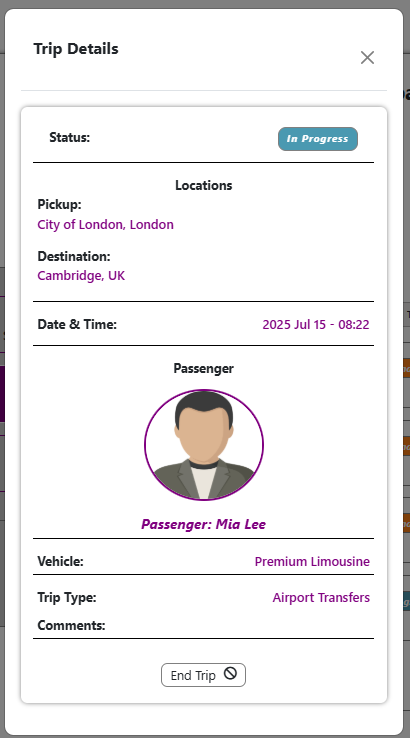 Trip Details
Status: In Progress
Locations
Pickup:
City of London, London
Destination:
Cambridge, UK
Date & Time: 2025 Jul 15 - 08:22
Passenger
Passenger: Mia Lee
Vehicle: Premium Limousine
Trip Type: Airport Transfers
Comments:
End Trip